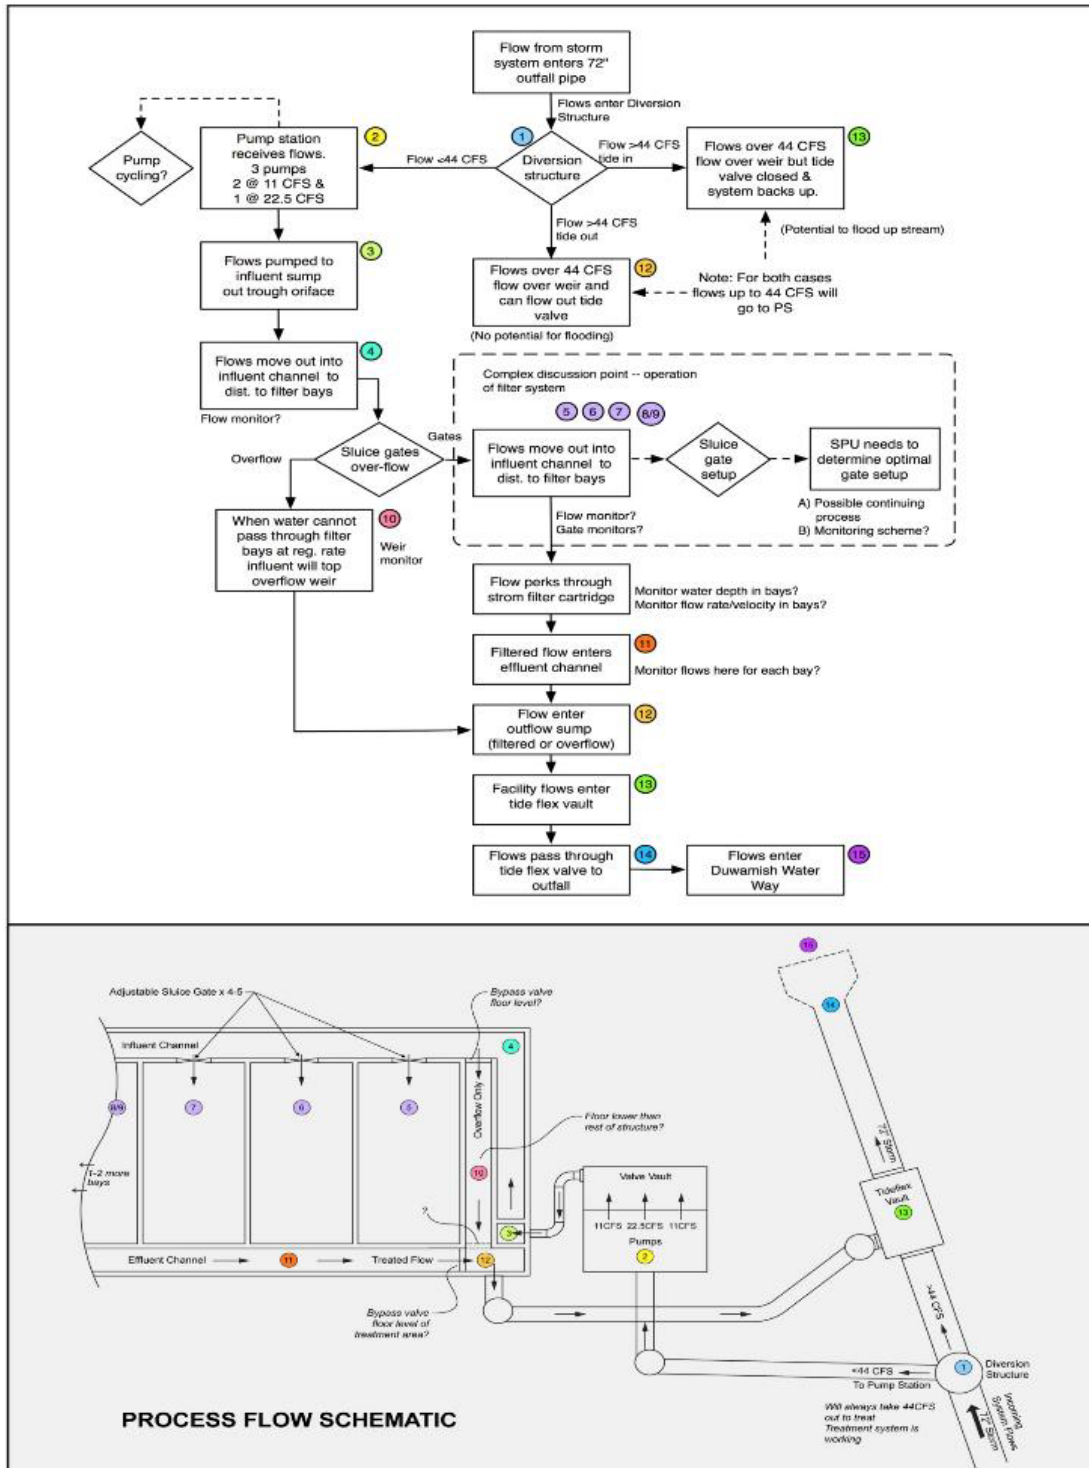 Flow from storm
system enters 72"
outfall pipe
Flows enter Diversion
Structure
1
Diversion
structure
Flow <44 CFS
Flow >44 CFS
tide in
13
Flows over 44 CFS
flow over weir but tide
valve closed &
system backs up.
(Potential to flood up stream)
2
Pump station
receives flows.
3 pumps
2 @ 11 CFS &
1 @ 22.5 CFS
Pump
cycling?
Flow >44 CFS
tide out
12
Flows over 44 CFS
flow over weir and
can flow out tide
valve
(No potential for flooding)
Note: For both cases
flows up to 44 CFS will
go to PS
3
Flows pumped to
influent sump
out trough oriface
4
Flows move out into
influent channel to
dist. to filter bays
Flow monitor?
Sluice gates
over-flow
Overflow
Gates
Complex discussion point -- operation
of filter system
5
6
7
8/9
Flows move out into
influent channel to
dist. to filter bays
Sluice
gate
setup
SPU needs to
determine optimal
gate setup
A) Possible continuing
process
B) Monitoring scheme?
Flow monitor?
Gate monitors?
10
When water cannot
pass through filter
bays at reg. rate
influent will top
overflow weir
Weir
monitor
Flow perks through
strom filter cartridge
Monitor water depth in bays?
Monitor flow rate/velocity in bays?
11
Filtered flow enters
effluent channel
Monitor flows here for each bay?
12
Flow enter
outflow sump
(filtered or overflow)
13
Facility flows enter
tide flex vault
14
Flows pass through
tide flex valve to
outfall
15
Flows enter
Duwamish Water
Way
Adjustable Sluice Gate x 4-5
Bypass valve
floor level?
Influent Channel
4
8/9
7
6
5
Overflow Only
Floor lower than
rest of structure?
10
1-2 more
bays
?
3
Valve Vault
11CFS
22.5CFS
11CFS
Pumps
2
Effluent Channel
11
Treated Flow
12
Bypass valve
floor level of
treatment area?
14
72" Storm
Tideflex
Vault
13
>44 CFS
1
Diversion
Structure
<44 CFS
To Pump Station
Will always take 44CFS
out to treat
Treatment system is
working
Incoming
System Flows
72" Storm
PROCESS FLOW SCHEMATIC